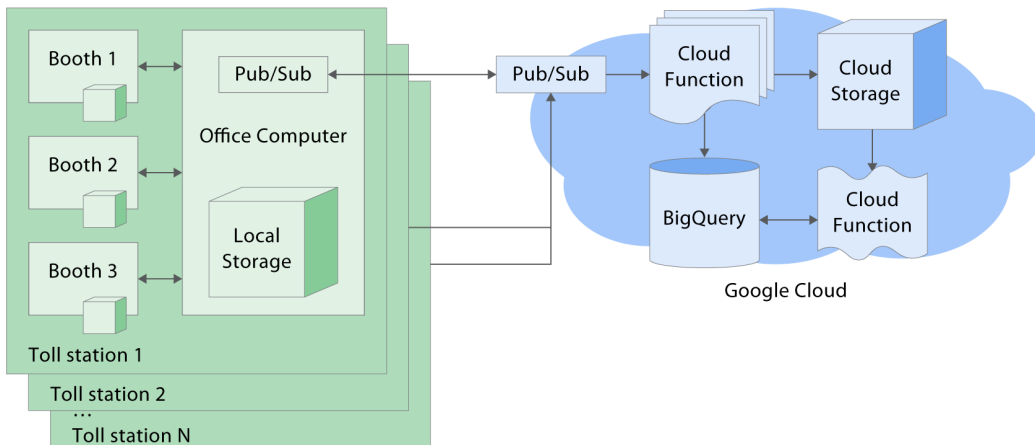 Booth 1
Booth 2
Booth 3
Pub/Sub
Office Computer
Local
Storage
Toll station 1
Toll station 2
...
Toll station N
Pub/Sub
Cloud
Function
Cloud
Storage
BigQuery
Cloud
Function
Google Cloud